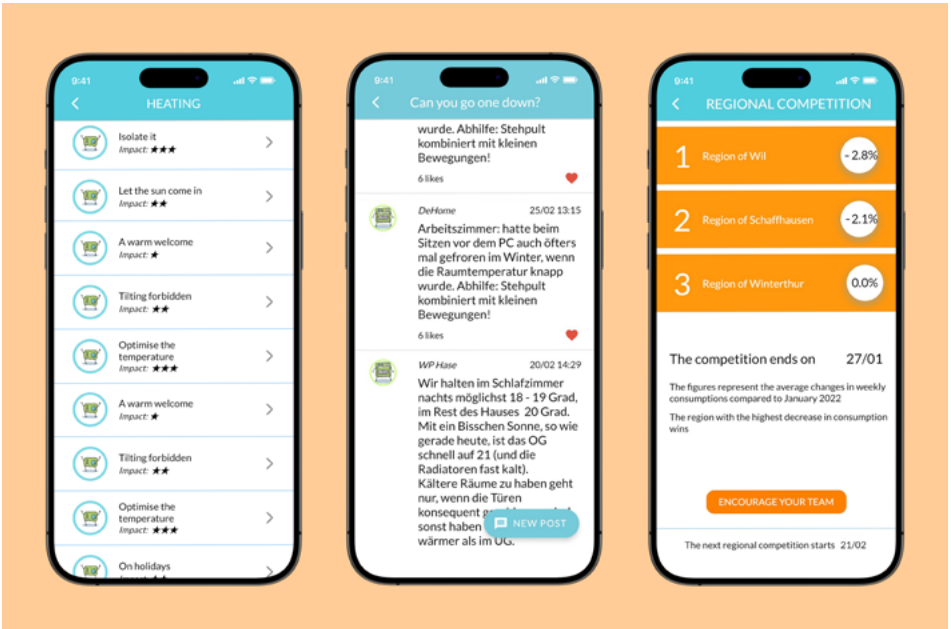 9:41
HEATING
Isolate it
Impact: ★★★
Let the sun come in
Impact: ★★
A warm welcome
Impact: ★
Tilting forbidden
Impact: ★★
Optimise the
temperature
Impact: ★★★
A warm welcome
Impact: ★
Tilting forbidden
Impact: ★★
Optimise the
temperature
Impact: ★★★
On holidays
9:41
Can you go one down?
wurde. Abhilfe: Stehpult
kombiniert mit kleinen
Bewegungen!
6 likes
DeHome 25/02 13:15
Arbeitszimmer: hatte beim
Sitzen vor dem PC auch öfters
mal gefroren im Winter, wenn
die Raumtemperatur knapp
wurde. Abhilfe: Stehpult
kombiniert mit kleinen
Bewegungen!
6 likes
WP Hase 20/02 14:29
Wir halten im Schlafzimmer
nachts möglichst 18 - 19 Grad,
im Rest des Hauses 20 Grad.
Mit ein Bisschen Sonne, so wie
gerade heute, ist das OG
schnell auf 21 (und die
Radiatoren fast kalt).
Kältere Räume zu haben geht
nur, wenn die Türen
konsequent
sonst haben
wärmer als im UG.
NEW POST
9:41
REGIONAL COMPETITION
1 Region of Wil - 2.8%
2 Region of Schaffhausen - 2.1%
3 Region of Winterthur 0.0%
The competition ends on 27/01
The figures represent the average changes in weekly
consumptions compared to January 2022
The region with the highest decrease in consumption
wins
ENCOURAGE YOUR TEAM
The next regional competition starts 21/02